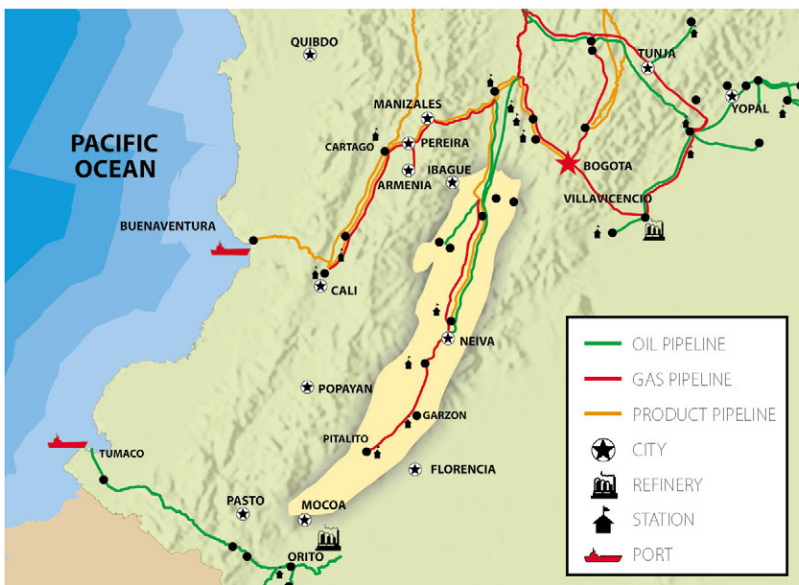 QUIBDO
TUNJA
MANIZALES
YOPAL
PACIFIC
OCEAN
CARTAGO
PEREIRA
BOGOTA
IBAGUE
ARMENIA
VILLAVICENCIO
BUENAVENTURA
CALI
NEIVA
OIL PIPELINE
GAS PIPELINE
POPAYAN
PRODUCT PIPELINE
GARZON
PITALITO
CITY
TUMACO
FLORENCIA
REFINERY
PASTO
MOCOA
STATION
ORITO
PORT